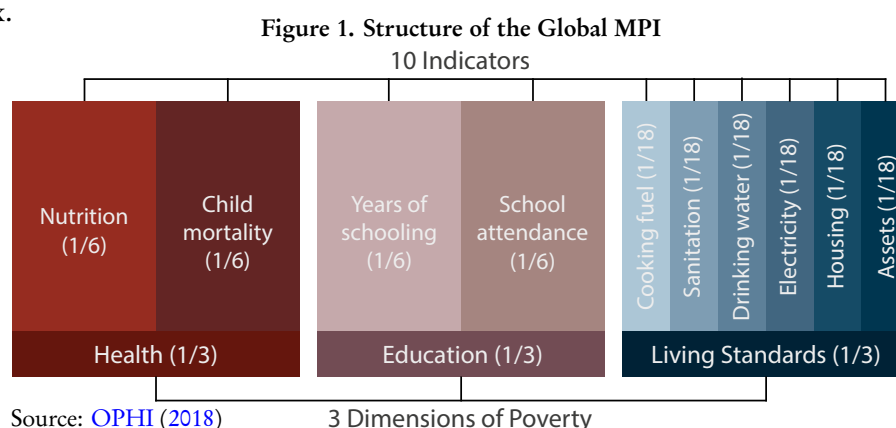 x.
Figure 1. Structure of the Global MPI
10 Indicators
Nutrition
(1/6)
Child
mortality
(1/6)
Years of
schooling
(1/6)
School
attendance
(1/6)
Cooking fuel (1/18)
Sanitation (1/18)
Drinking water (1/18)
Electricity (1/18)
Housing (1/18)
Assets (1/18)
Health (1/3)
Education (1/3)
Living Standards (1/3)
3 Dimensions of Poverty
Source: OPHI (2018)